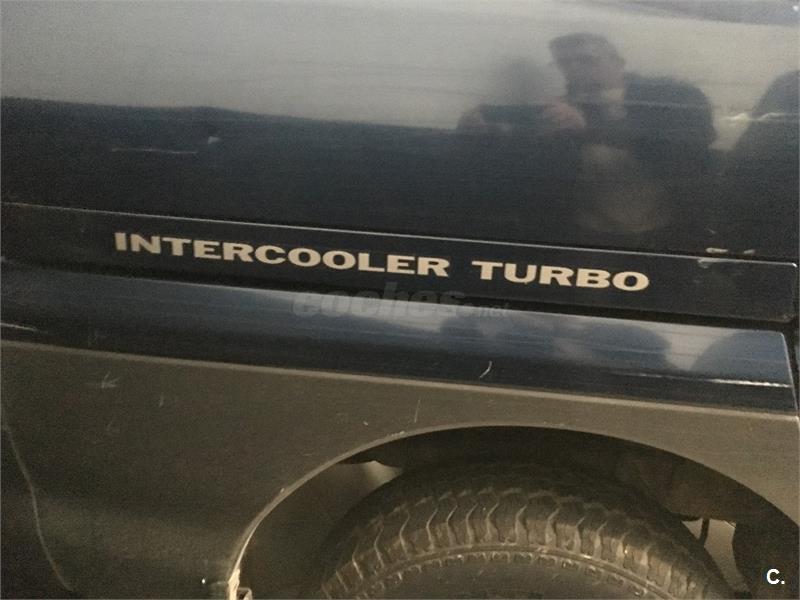 INTERCOOLER TURBO
coches.net
C.